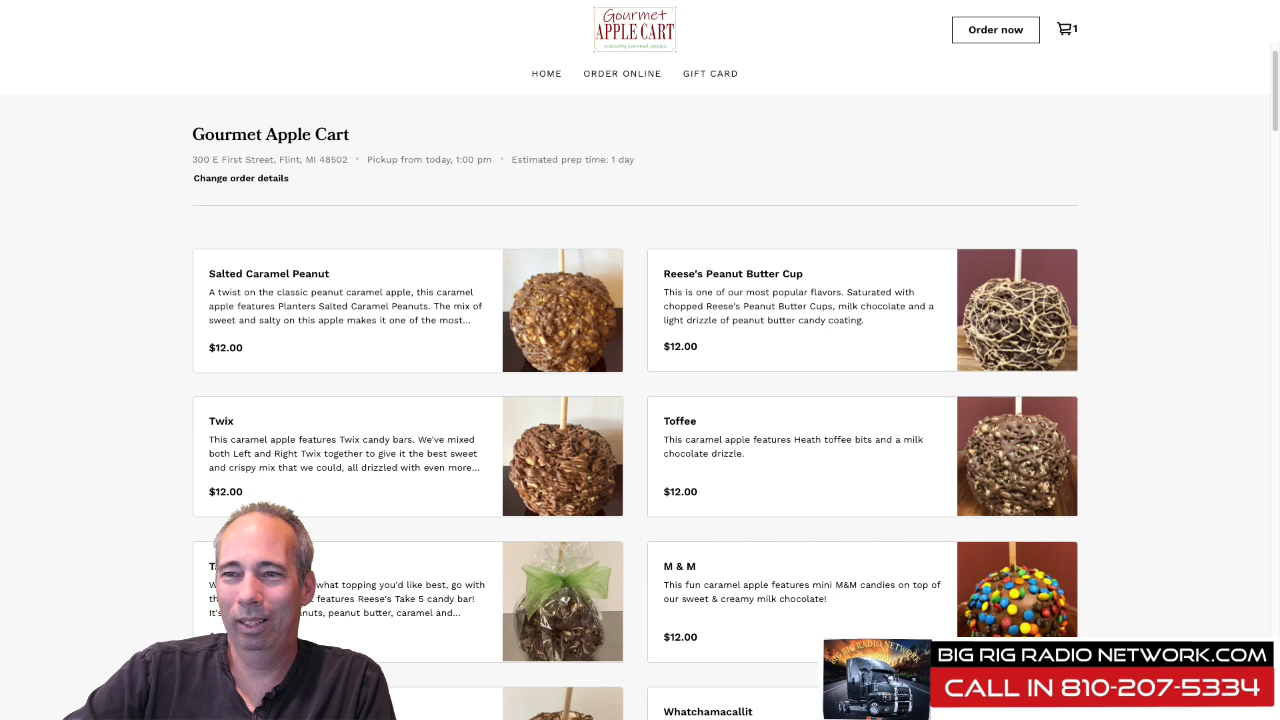 Gourmet
APPLE CART
specialty caramel apples
Order now
1
HOME
ORDER ONLINE
GIFT CARD
Gourmet Apple Cart
300 E First Street, Flint, MI 48502 • Pickup from today, 1:00 pm • Estimated prep time: 1 day
Change order details
Salted Caramel Peanut
A twist on the classic peanut caramel apple, this caramel
apple features Planters Salted Caramel Peanuts. The mix of
sweet and salty on this apple makes it one of the most...
$12.00
Reese's Peanut Butter Cup
This is one of our most popular flavors. Saturated with
chopped Reese's Peanut Butter Cups, milk chocolate and a
light drizzle of peanut butter candy coating.
$12.00
Twix
This caramel apple features Twix candy bars. We've mixed
both Left and Right Twix together to give it the best sweet
and crispy mix that we could, all drizzled with even more...
$12.00
Toffee
This caramel apple features Heath toffee bits and a milk
chocolate drizzle.
$12.00
what topping you'd like best, go with
features Reese's Take 5 candy bar!
It's peanut butter, caramel and...
M & M
This fun caramel apple features mini M&M candies on top of
our sweet & creamy milk chocolate!
$12.00
Whatchamacallit
BIG RIG RADIO NETWORK
BIG RIG RADIO NETWORK.COM
CALL IN 810-207-5334